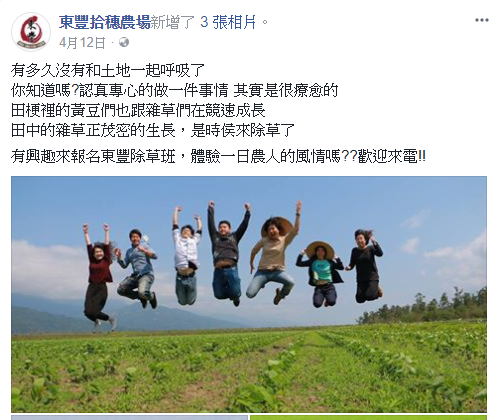 東豐拾穗農場新增了 3 張相片。
4月12日
有多久沒有和土地一起呼吸了
你知道嗎?認真專心的做一件事情 其實是很療愈的
田梗裡的黃豆們也跟雜草們在競速成長
田中的雜草正茂密的生長，是時侯來除草了
有興趣來報名東豐除草班，體驗一日農人的風情嗎??歡迎來電!!